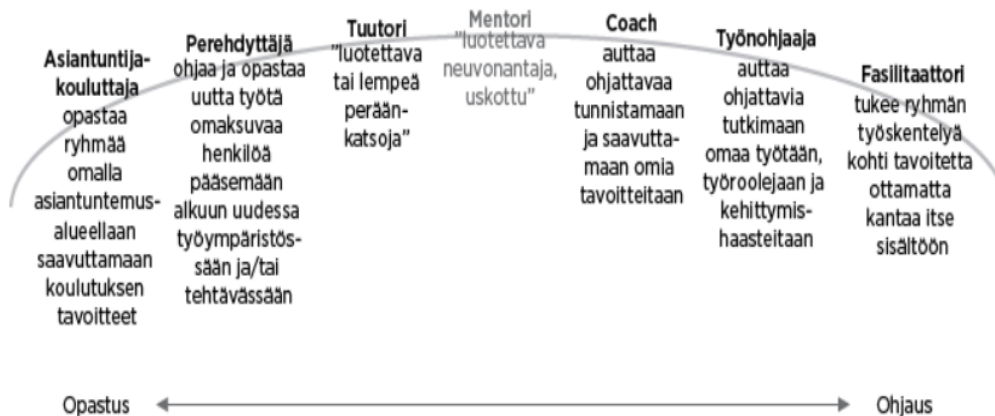 Asiantuntija-
kouluttaja
opastaa
ryhmää
omalla
asiantuntemus-
alueellaan
saavuttamaan
koulutuksen
tavoitteet
Perehdyttäjä
ohjaa ja opastaa
uutta työtä
omaksuvaa
henkilöä
pääsemään
alkuun uudessa
työympäristös-
sään ja/tai
tehtävässään
Tuutori
"luotettava
tai lempeä
perään-
katsoja"
Mentori
"luotettava
neuvonantaja,
uskottu"
Coach
auttaa
ohjattavaa
tunnistamaan
ja saavutta-
maan omia
tavoitteitaan
Työnohjaaja
auttaa
ohjattavia
tutkimaan
omaa työtään,
työroolejaan ja
kehittymis-
haasteitaan
Fasilitaattori
tukee ryhmän
työskentelyä
kohti tavoitetta
ottamatta
kantaa itse
sisältöön
Opastus
Ohjaus